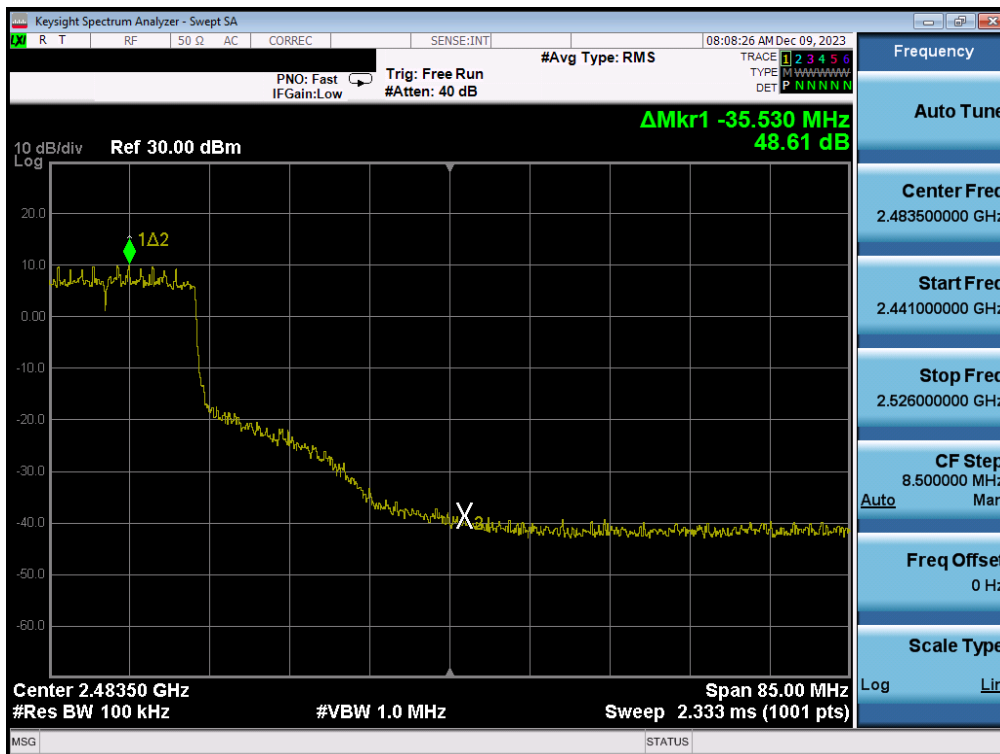 Keysight Spectrum Analyzer - Swept SA
LXI R T RF 50 Ω AC CORREC SENSE:INT 08:08:26 AM Dec 09, 2023
#Avg Type: RMS
TRACE 1 2 3 4 5 6
TYPE M WWWWW
DET P N N N N N
PNO: Fast
IFGain:Low
Trig: Free Run
#Atten: 40 dB
ΔMkr1 -35.530 MHz
48.61 dB
10 dB/div
Log
Ref 30.00 dBm
1Δ2
20.0
10.0
0.00
-10.0
-20.0
-30.0
-40.0
-50.0
-60.0
X2
Center 2.48350 GHz
Span 85.00 MHz
#Res BW 100 kHz
#VBW 1.0 MHz
Sweep 2.333 ms (1001 pts)
MSG
STATUS
Frequency
Auto Tune
Center Freq
2.483500000 GHz
Start Freq
2.441000000 GHz
Stop Freq
2.526000000 GHz
CF Step
8.500000 MHz
Auto Man
Freq Offset
0 Hz
Scale Type
Log Lin